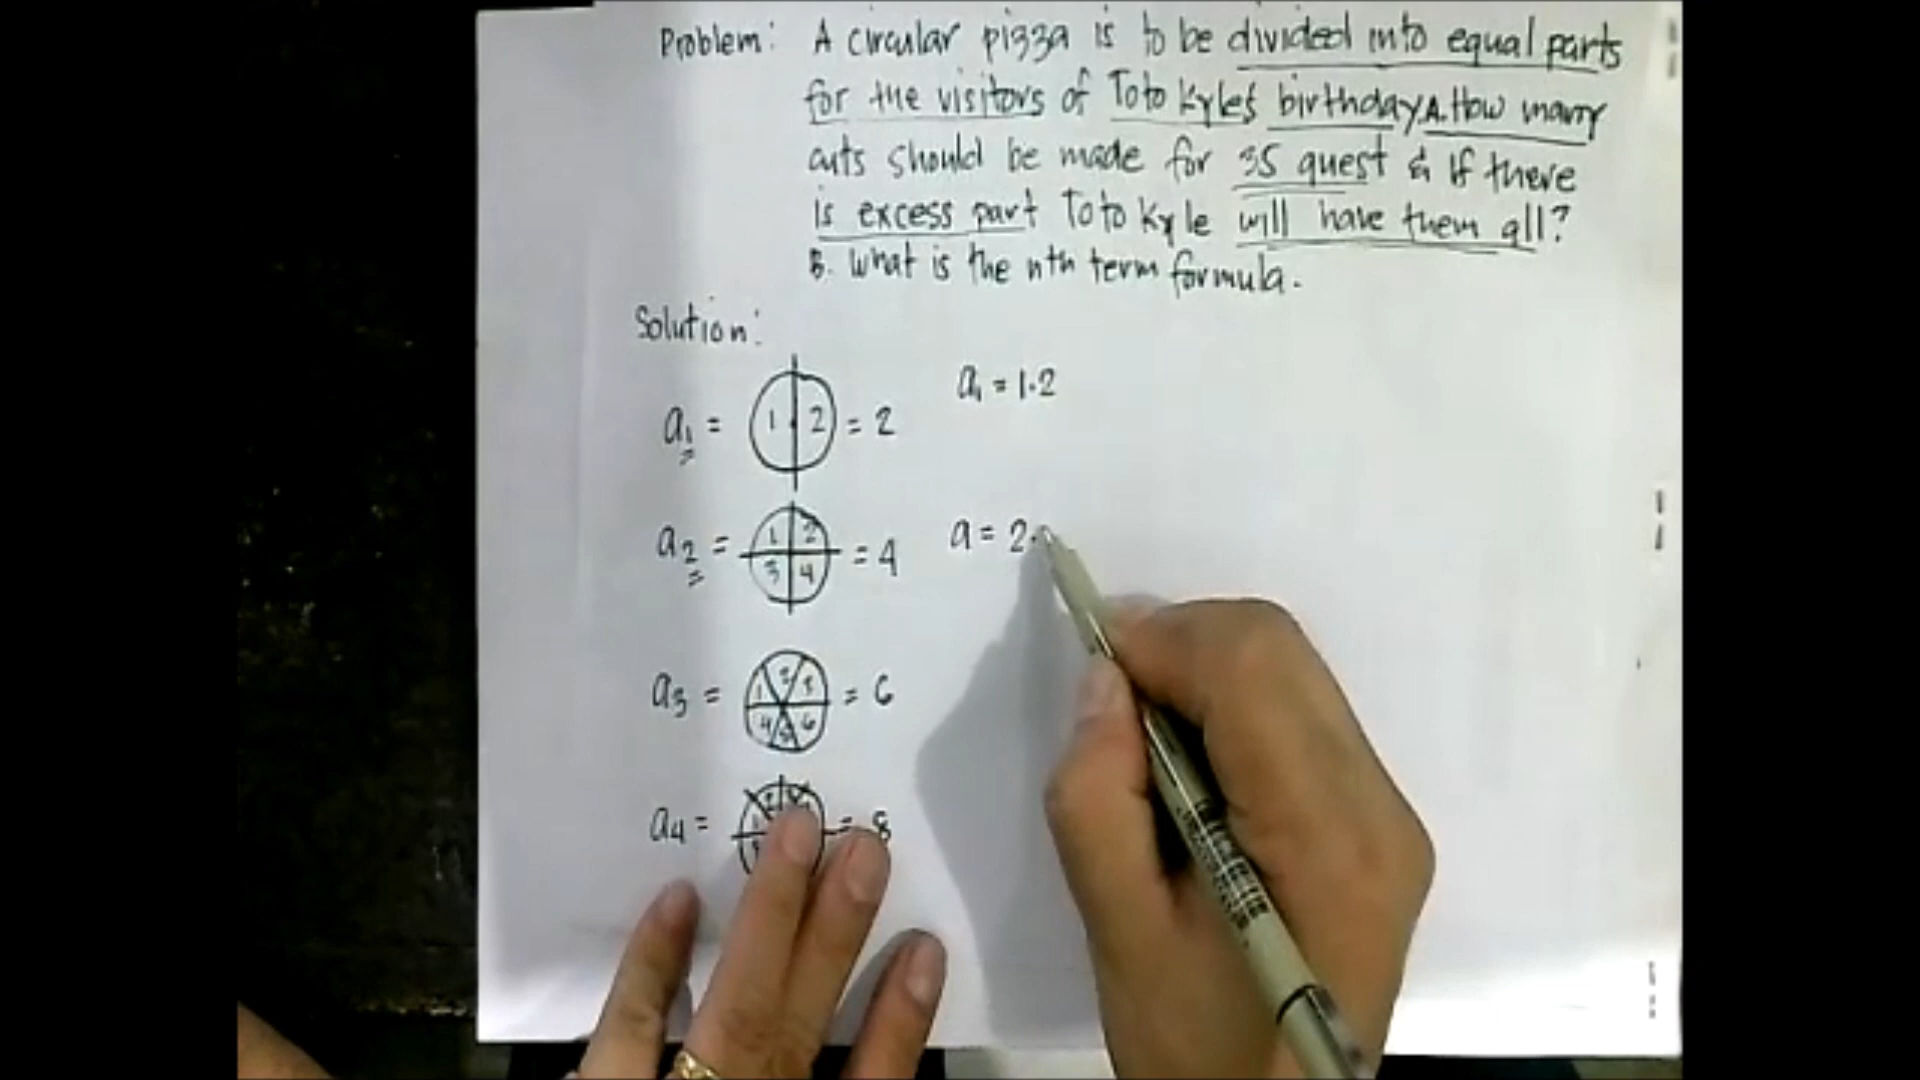 Problem: A circular pizza is to be divided into equal parts
for the visitors of Toto Kyle's birthday. A. How many
cuts should be made for 35 guest & if there
is excess part Toto Kyle will have them all?
B. What is the nth term formula.
Solution:
a1 = 1 2 = 2
a1 = 1·2
a2 = 1 2 3 4 = 4
a = 2·
a3 = 1 2 3 4 5 6 = 6
a4 = 1 2 = 8